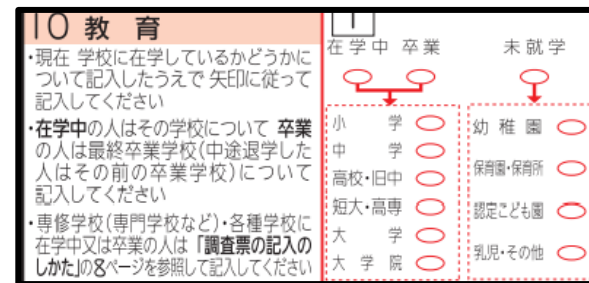 10 教 育
・現在 学校に在学しているかどうかに
ついて記入したうえで 矢印に従って
記入してください
・在学中の人はその学校について 卒業
の人は最終卒業学校(中途退学した
人はその前の卒業学校)について
記入してください
・専修学校(専門学校など)・各種学校に
在学中又は卒業の人は「調査票の記入の
しかた」の8ページを参照して記入してください
1
在学中 卒業
小 学
中 学
高校・旧中
短大・高専
大 学
大 学 院
未就学
幼 稚 園
保育園・保育所
認定こども園
乳児・その他